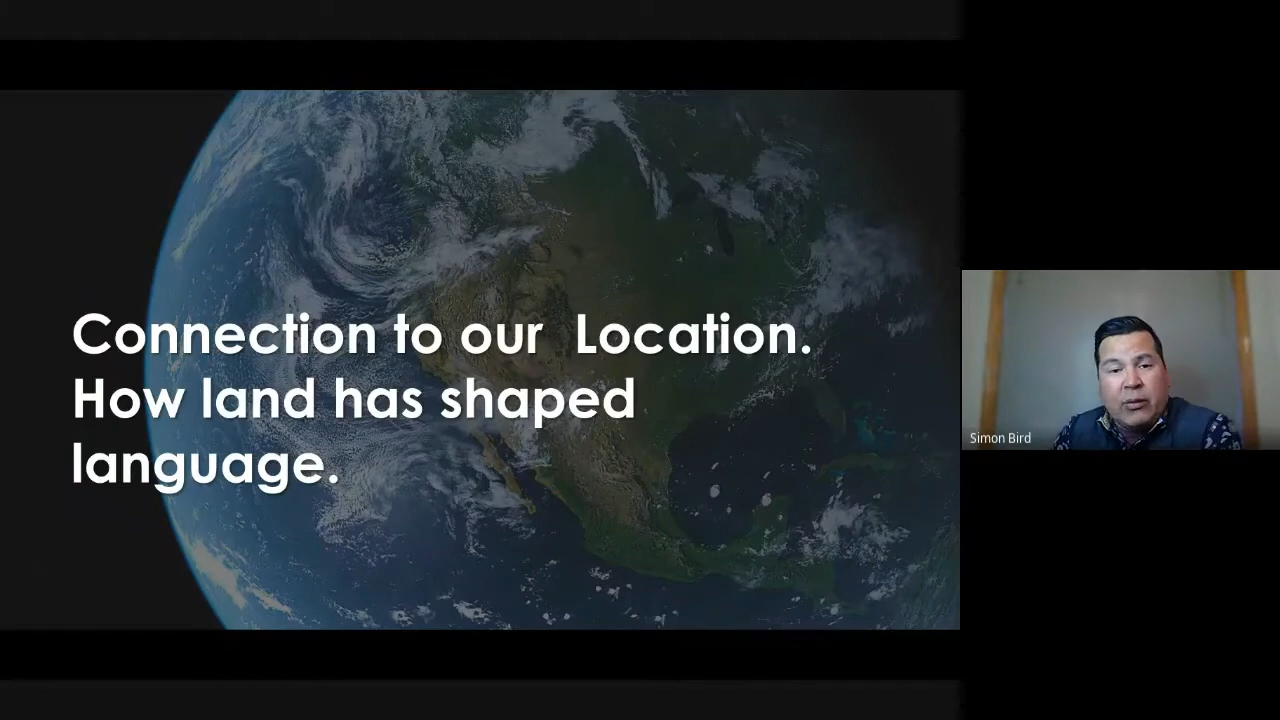 Connection to our  Location.
How land has shaped
language.
Simon Bird